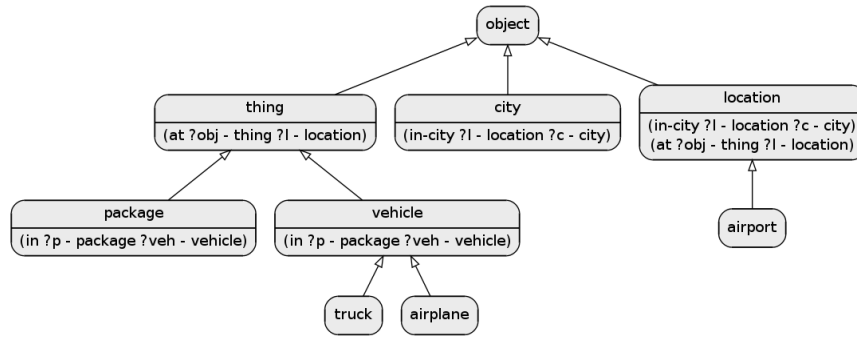 object
thing
(at ?obj - thing ?l - location)
city
(in-city ?l - location ?c - city)
location
(in-city ?l - location ?c - city)
(at ?obj - thing ?l - location)
package
(in ?p - package ?veh - vehicle)
vehicle
(in ?p - package ?veh - vehicle)
airport
truck
airplane